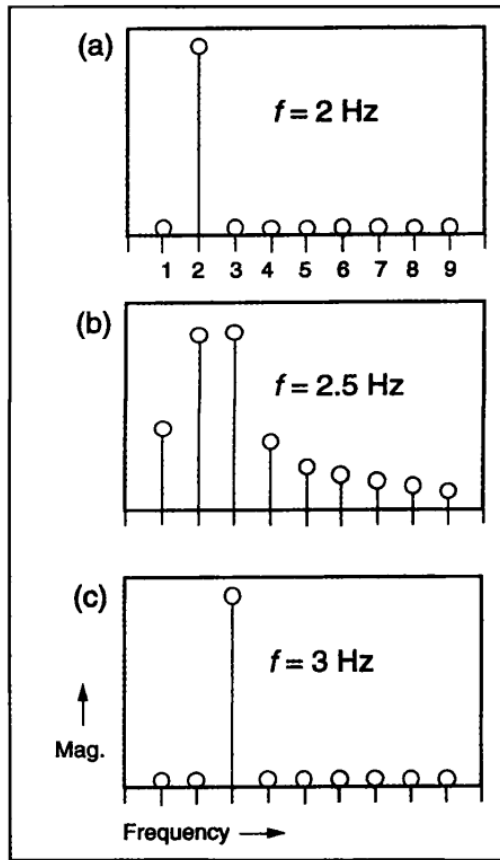 (a)
f = 2 Hz
1 2 3 4 5 6 7 8 9
(b)
f = 2.5 Hz
(c)
f = 3 Hz
Mag.
Frequency